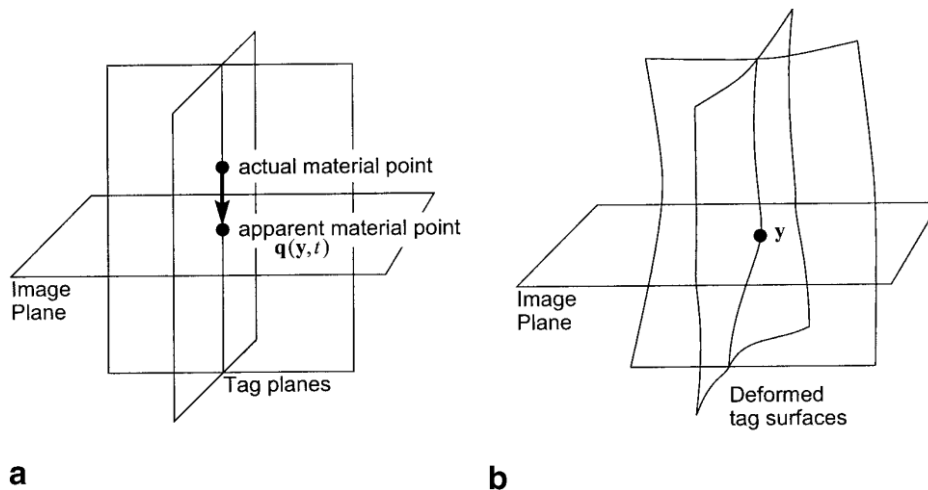 actual material point
apparent material point
q(y,t)
Image
Plane
Tag planes
a
y
Image
Plane
Deformed
tag surfaces
b